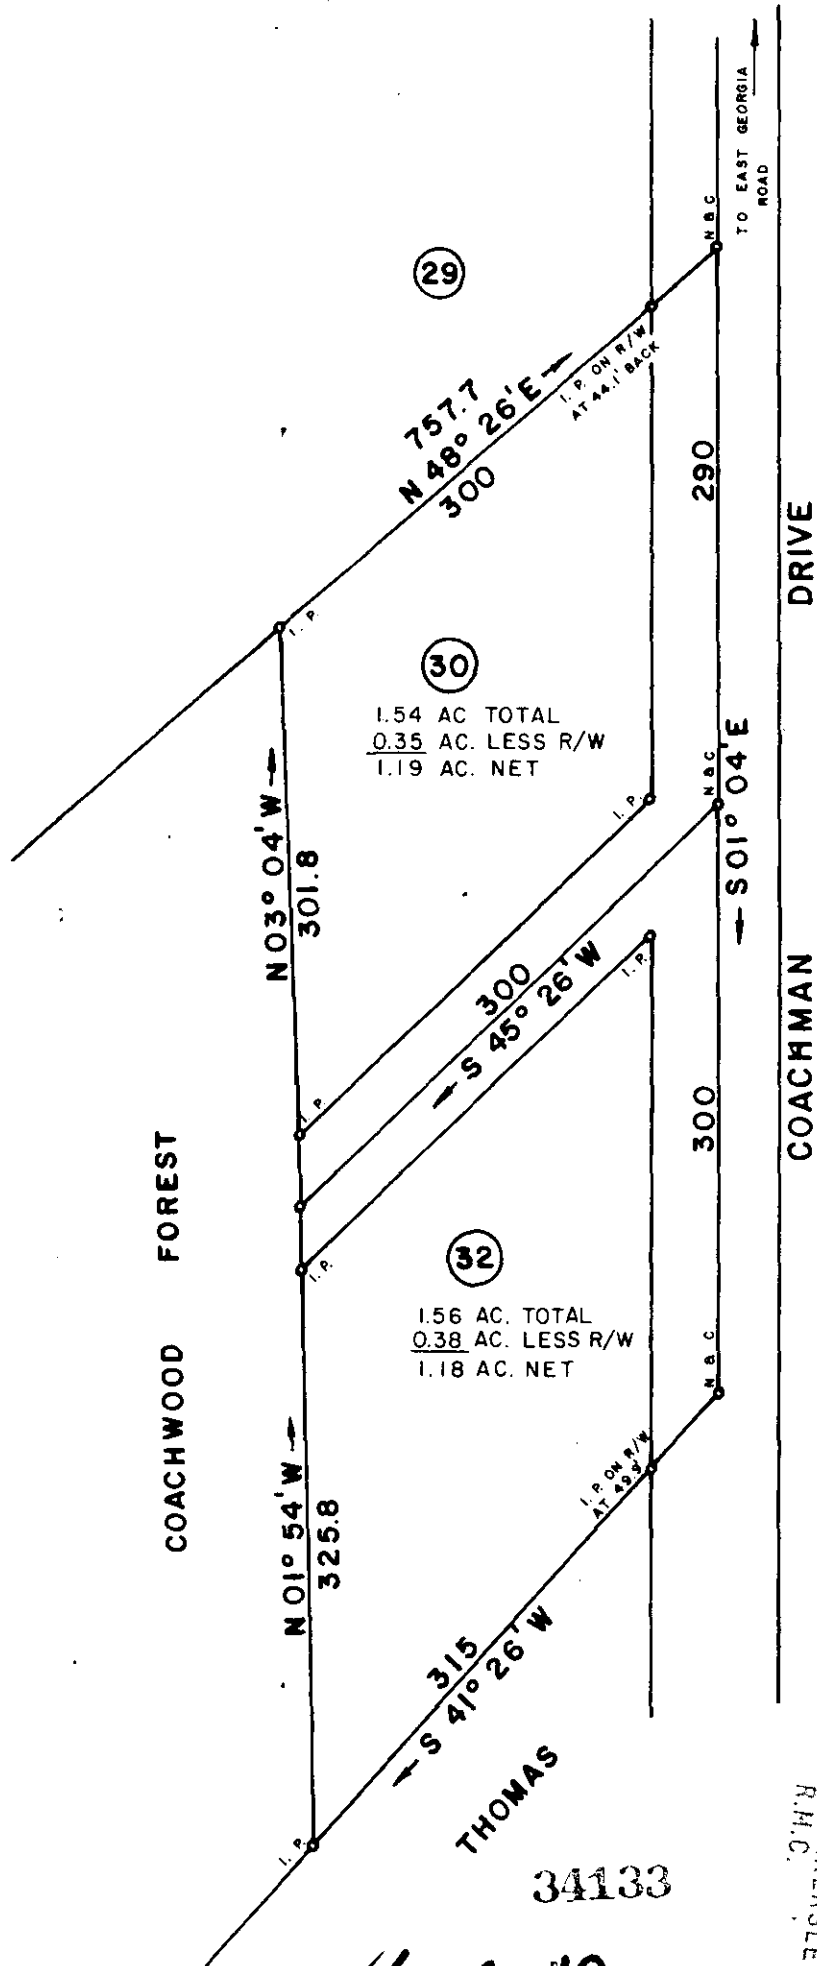 TO EAST GEORGIA
ROAD
N & C
29
I. P. ON R/W
AT 44.1' BACK
757.7
N 48° 26' E
300
290
DRIVE
I. P.
30
1.54 AC TOTAL
0.35 AC. LESS R/W
1.19 AC. NET
N & C
S 01° 04' E
I. P.
N 03° 04' W
301.8
300
S 45° 26' W
I. P.
I. P.
COACHMAN
300
COACHWOOD FOREST
I. P.
32
1.56 AC. TOTAL
0.38 AC. LESS R/W
1.18 AC. NET
N & C
I. P. ON R/W
AT 49.9'
N 01° 54' W
325.8
315
S 41° 26' W
THOMAS
I. P.
34133
R.M.C.